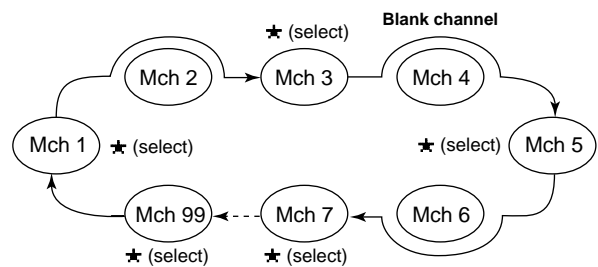 Blank channel
★ (select)
Mch 2
Mch 3
Mch 4
Mch 1
★ (select)
★ (select)
Mch 5
Mch 99
Mch 7
Mch 6
★ (select)
★ (select)